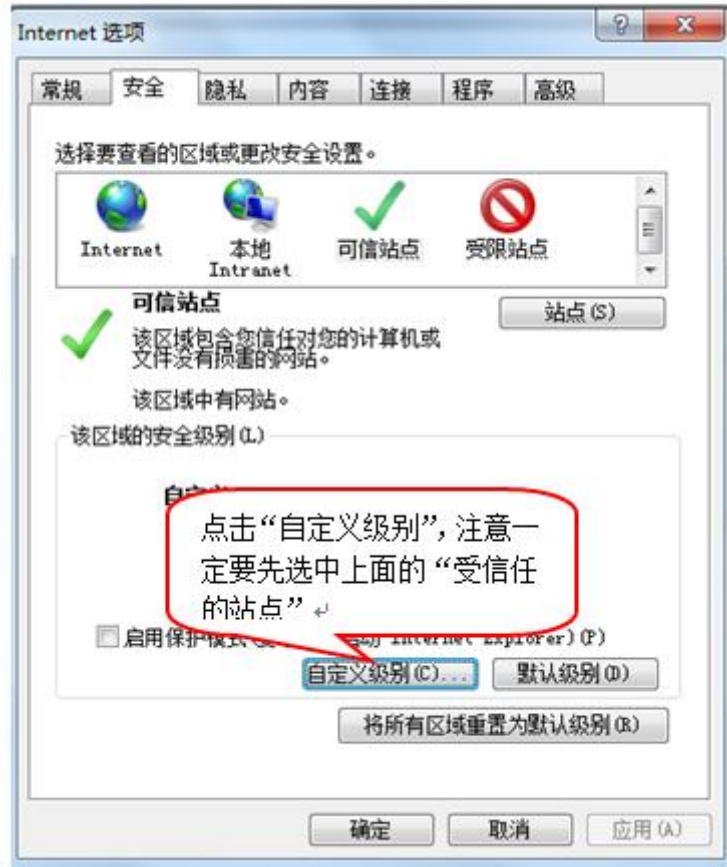 Internet 选项
常规 安全 隐私 内容 连接 程序 高级
选择要查看的区域或更改安全设置。
Internet 本地 可信站点 受限站点
Intranet
可信站点
站点(S)
该区域包含您信任对您的计算机或
文件没有损害的网站。
该区域中有网站。
该区域的安全级别(L)
点击“自定义级别”,注意一
定要先选中上面的“受信任
的站点”
启用保护模式 Internet Explorer)(P)
自定义级别(C)... 默认级别(D)
将所有区域重置为默认级别(R)
确定 取消 应用(A)